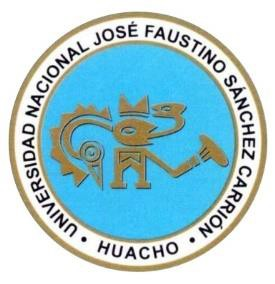 UNIVERSIDAD NACIONAL JOSÉ FAUSTINO SÁNCHEZ CARRIÓN
• HUACHO •